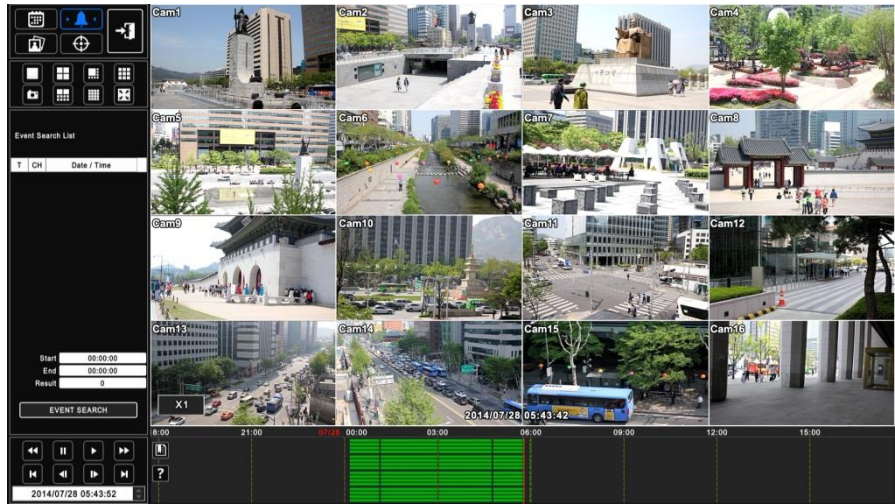 Cam1
Cam2
Cam3
Cam4
Cam5
Cam6
Cam7
Cam8
Cam9
Cam10
Cam11
Cam12
Cam13
Cam14
Cam15
Cam16
Event Search List
T CH Date / Time
Start 00:00:00
End 00:00:00
Result 0
EVENT SEARCH
X1
2014/07/28 05:43:42
8:00 21:00 07/28 00:00 03:00 06:00 09:00 12:00 15:00
?
2014/07/28 05:43:52